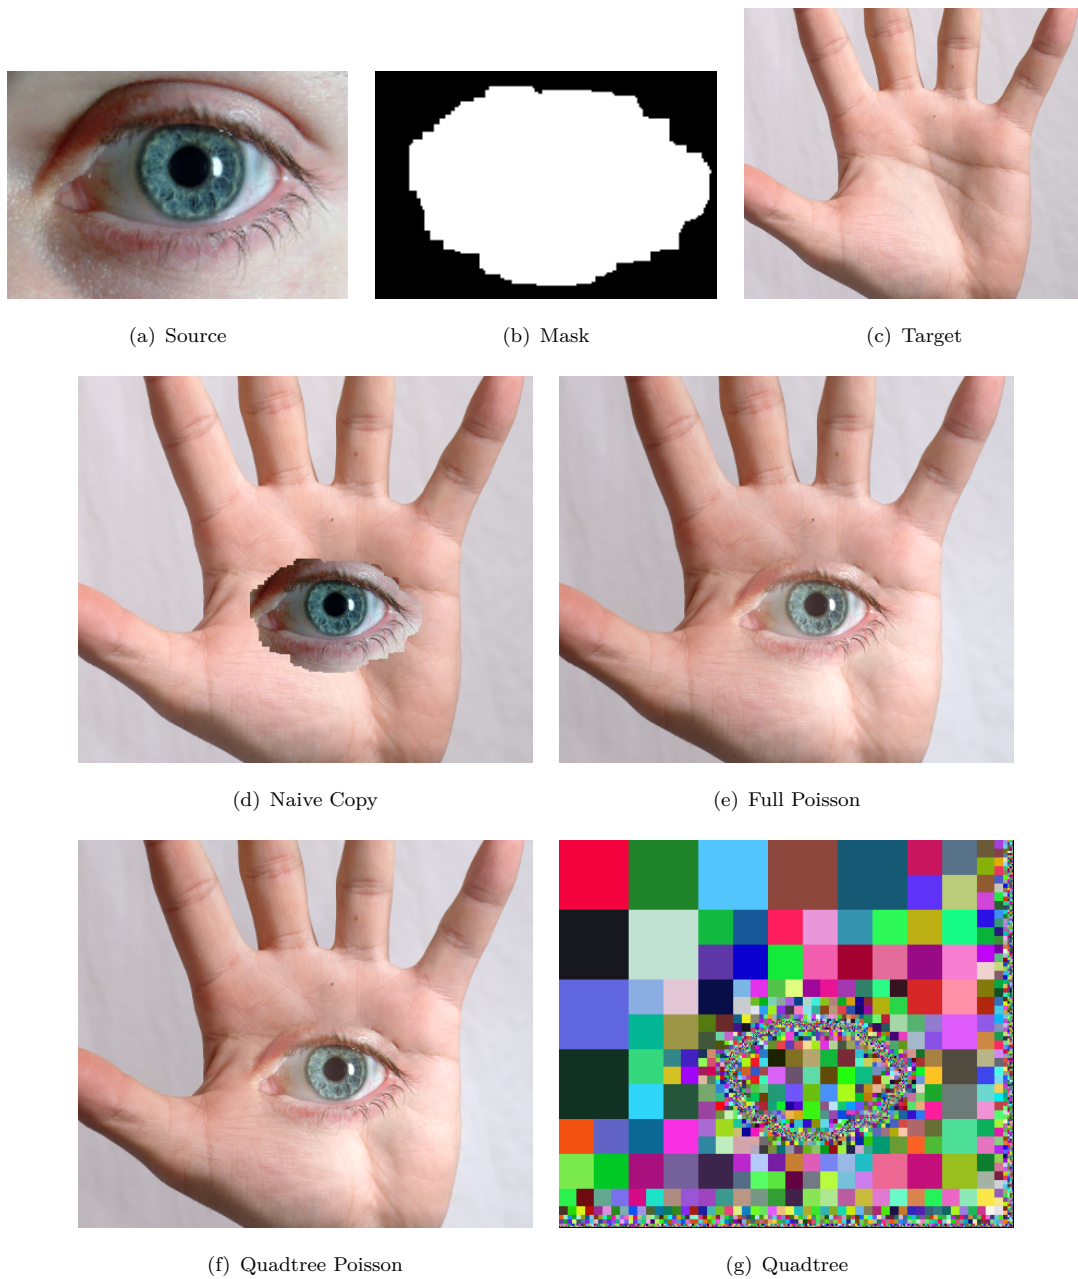 (a) Source
(b) Mask
(c) Target
(d) Naive Copy
(e) Full Poisson
(f) Quadtree Poisson
(g) Quadtree